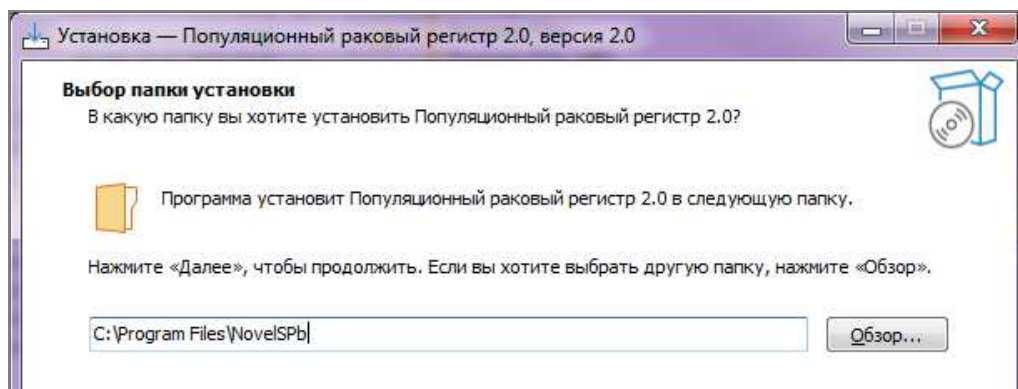 Установка — Популяционный раковый регистр 2.0, версия 2.0
Выбор папки установки
В какую папку вы хотите установить Популяционный раковый регистр 2.0?
Программа установит Популяционный раковый регистр 2.0 в следующую папку.
Нажмите «Далее», чтобы продолжить. Если вы хотите выбрать другую папку, нажмите «Обзор».
C:\Program Files\NovelSPb
Обзор...